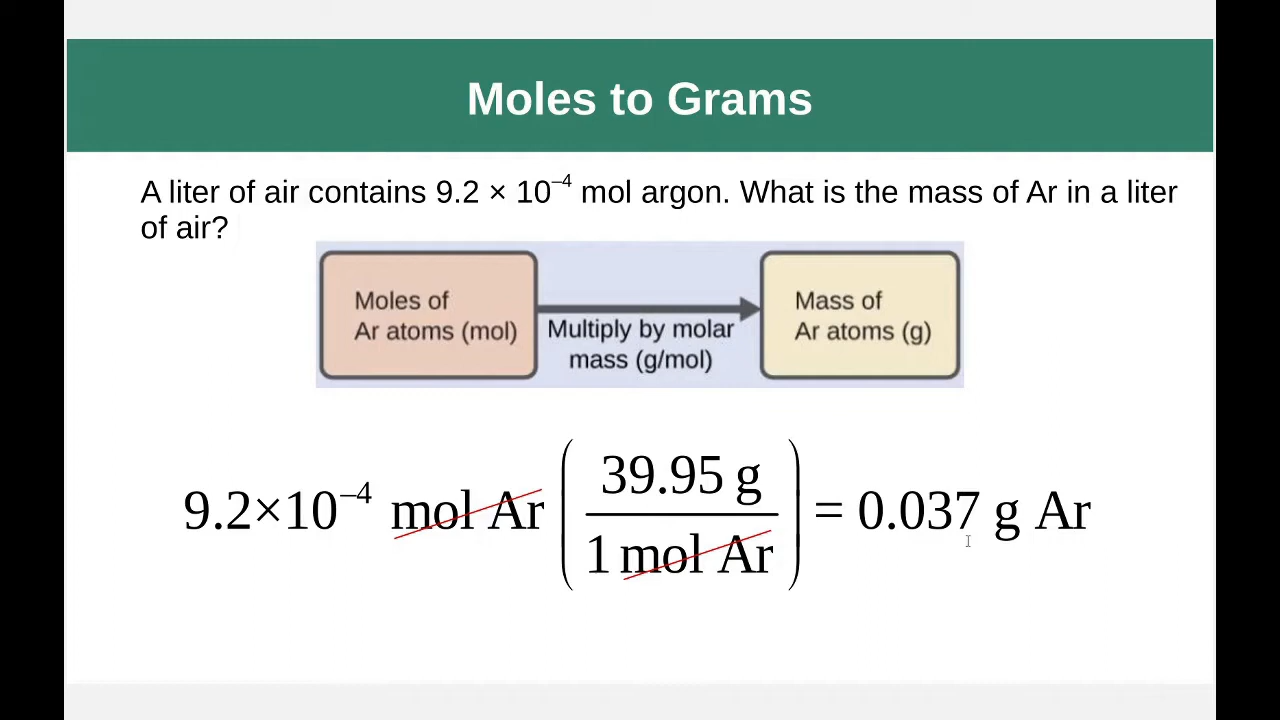 Moles to Grams
A liter of air contains 9.2 × 10⁻⁴ mol argon. What is the mass of Ar in a liter
of air?
Moles of
Ar atoms (mol)
Multiply by molar
mass (g/mol)
Mass of
Ar atoms (g)
9.2×10⁻⁴ mol Ar (39.95 g / 1 mol Ar) = 0.037 g Ar